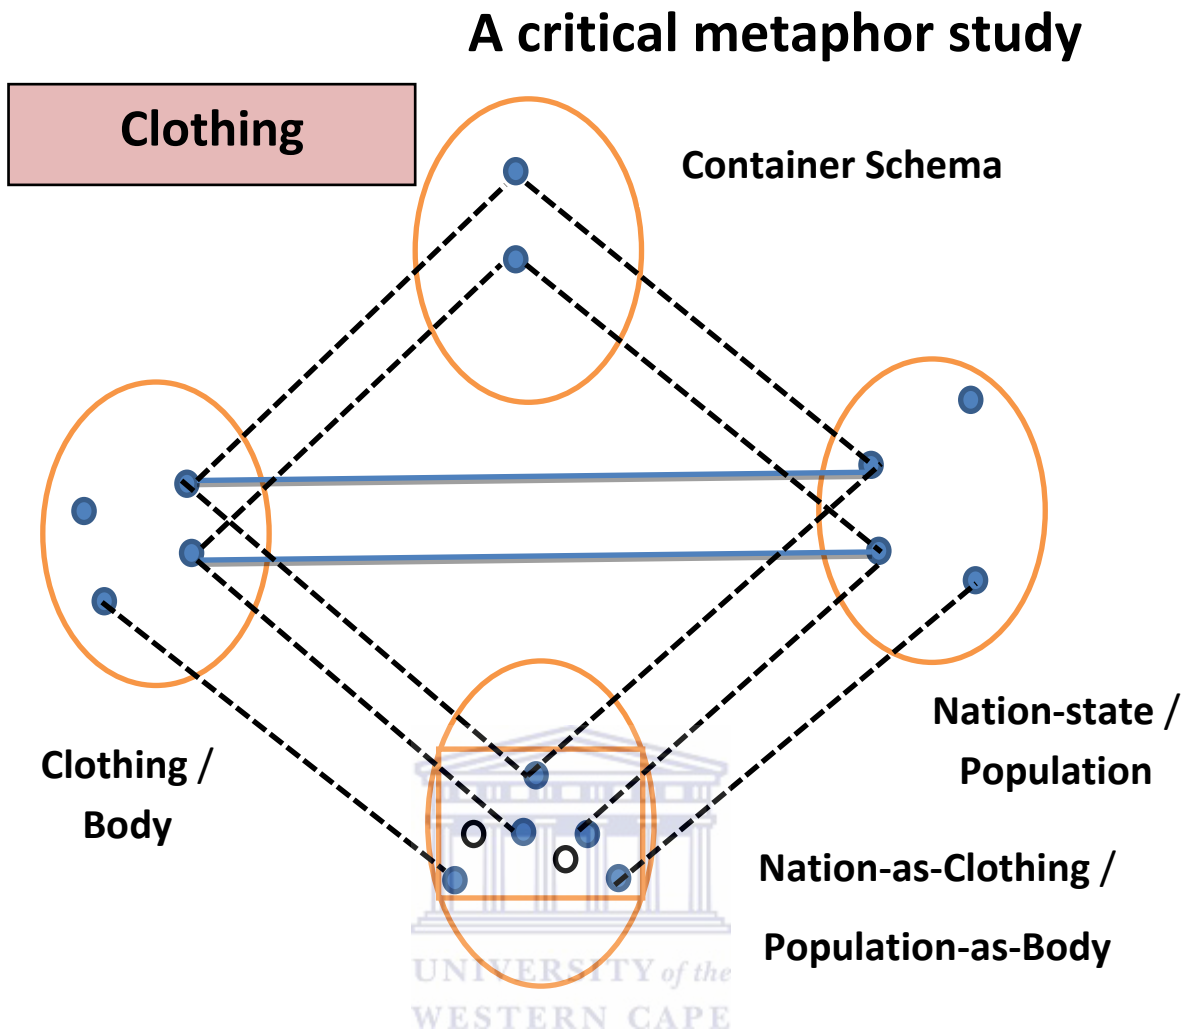 A critical metaphor study
Clothing
Container Schema
Clothing /
Body
Nation-state /
Population
Nation-as-Clothing /
Population-as-Body
UNIVERSITY of the
WESTERN CAPE